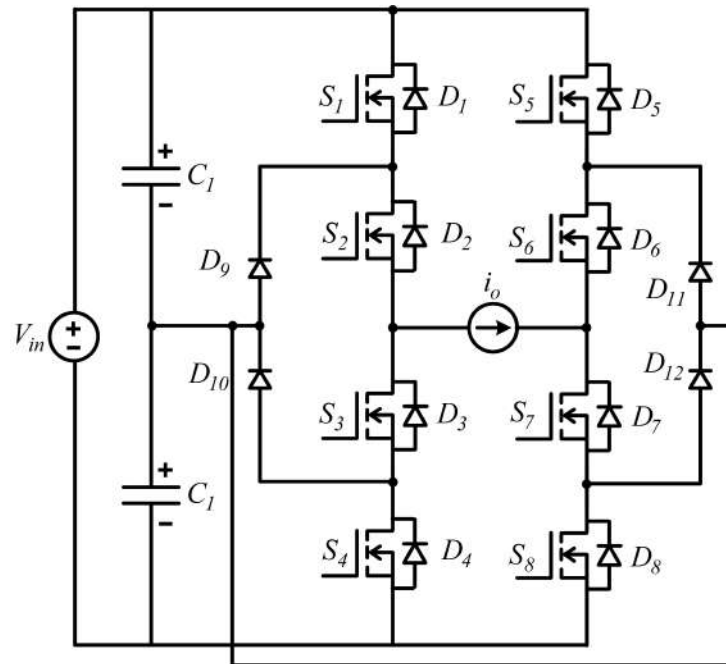 S1 D1 S5 D5
+
C1
-
S2 D2 S6 D6
D9 io D11
+
Vin
-
D10 D12
S3 D3 S7 D7
+
C1
-
S4 D4 S8 D8